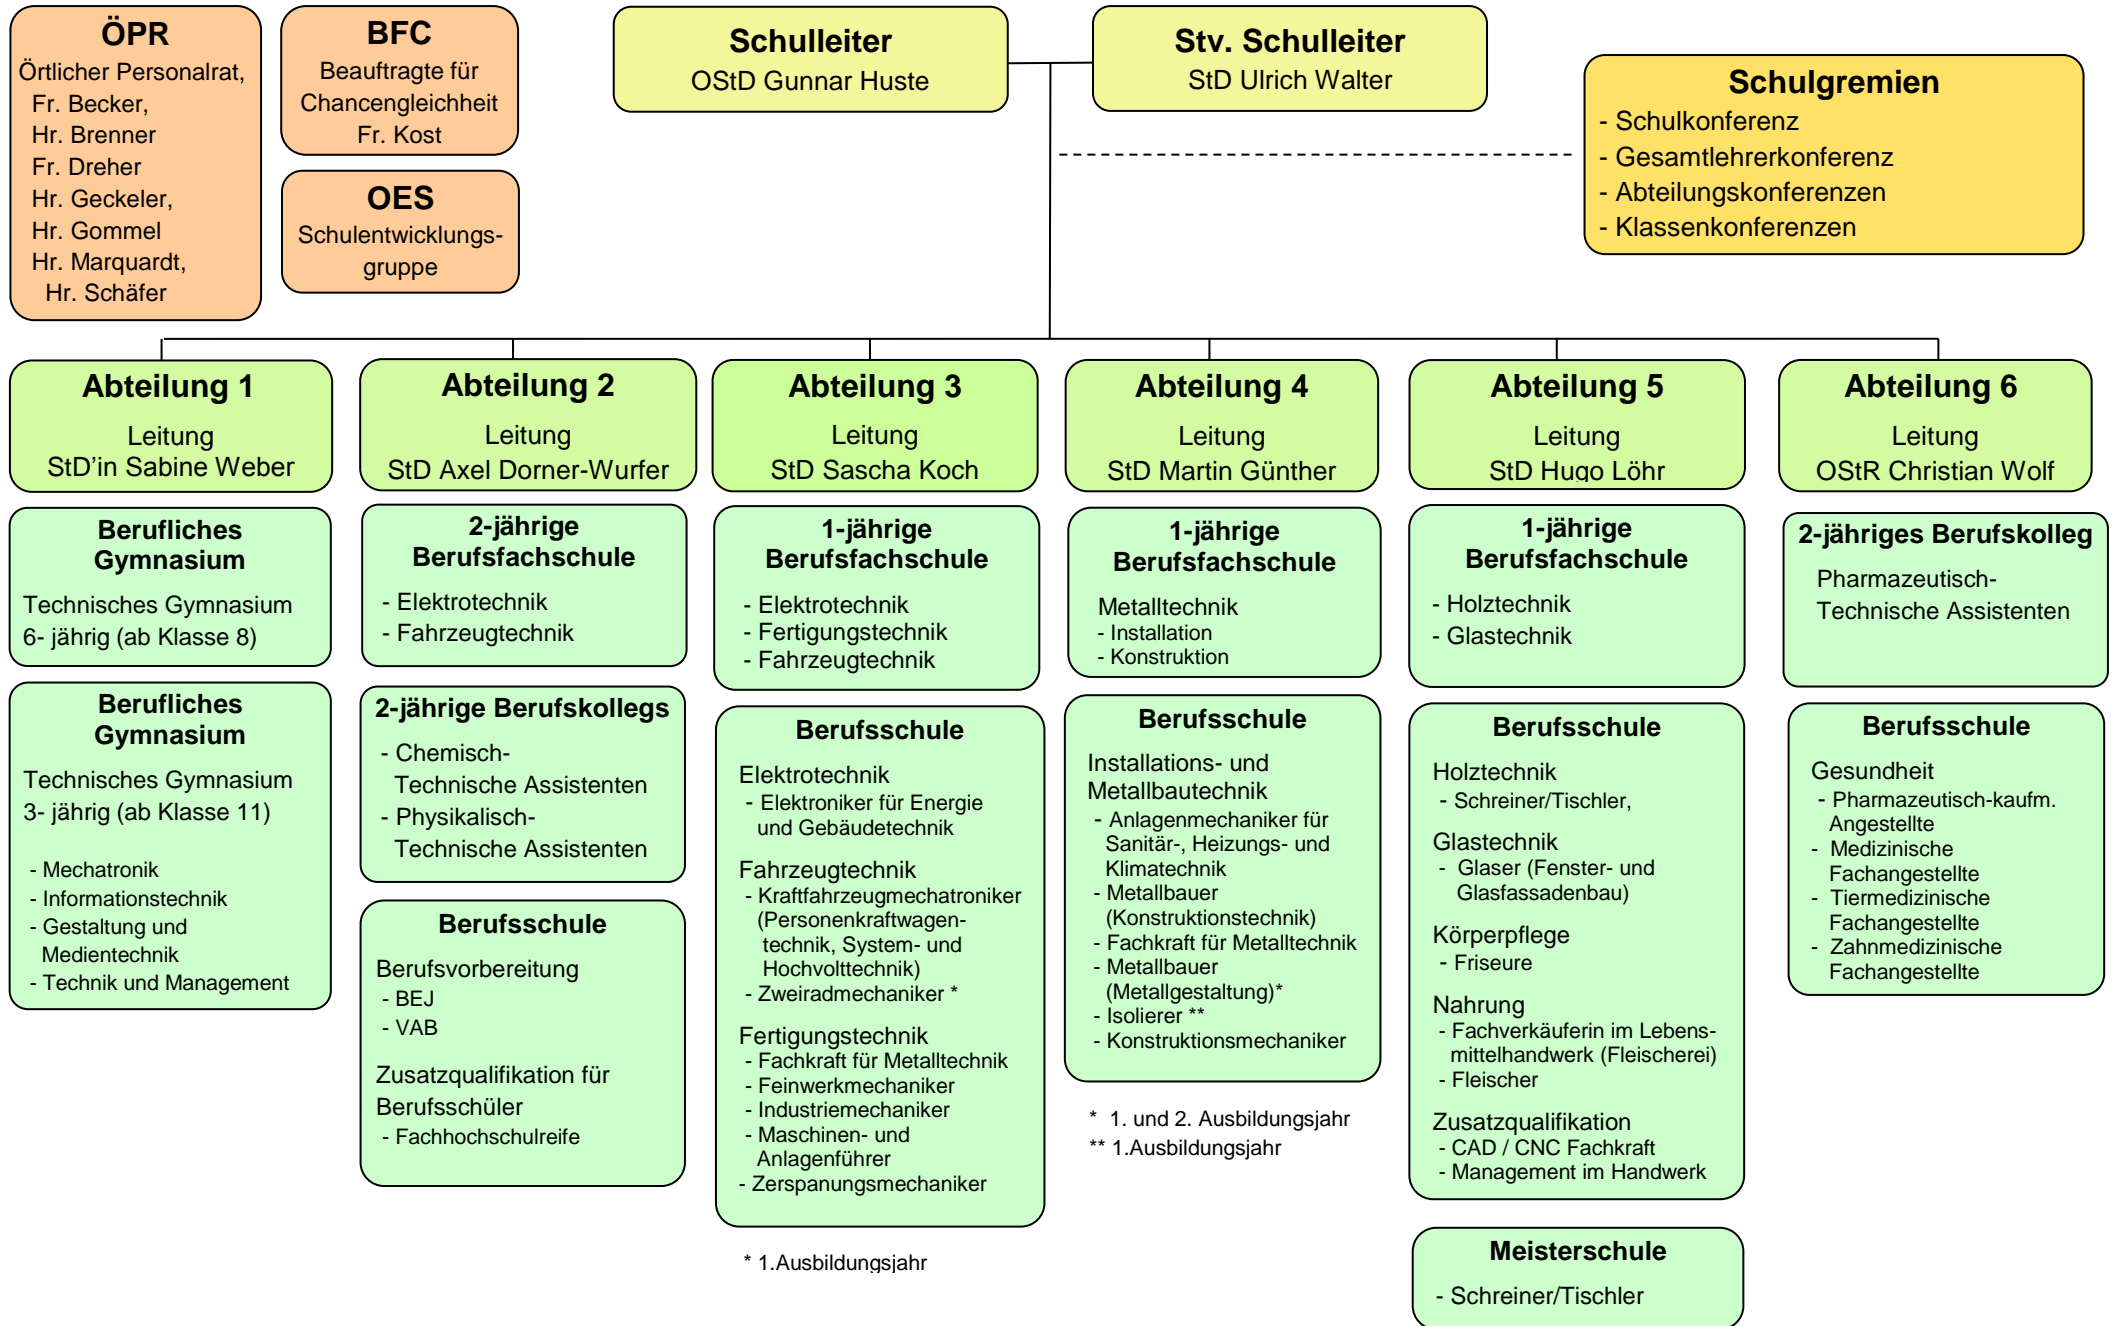 ÖPR
Örtlicher Personalrat,
Fr. Becker,
Hr. Brenner
Fr. Dreher
Hr. Geckeler,
Hr. Gommel
Hr. Marquardt,
Hr. Schäfer
BFC
Beauftragte für
Chancengleichheit
Fr. Kost
OES
Schulentwicklungs-
gruppe
Schulleiter
OStD Gunnar Huste
Stv. Schulleiter
StD Ulrich Walter
Schulgremien
- Schulkonferenz
- Gesamtlehrerkonferenz
- Abteilungskonferenzen
- Klassenkonferenzen
Abteilung 1
Leitung
StD’in Sabine Weber
Berufliches
Gymnasium
Technisches Gymnasium
6- jährig (ab Klasse 8)
Berufliches
Gymnasium
Technisches Gymnasium
3- jährig (ab Klasse 11)
- Mechatronik
- Informationstechnik
- Gestaltung und
Medientechnik
- Technik und Management
Abteilung 2
Leitung
StD Axel Dorner-Wurfer
2-jährige
Berufsfachschule
- Elektrotechnik
- Fahrzeugtechnik
2-jährige Berufskollegs
- Chemisch-
Technische Assistenten
- Physikalisch-
Technische Assistenten
Berufsschule
Berufsvorbereitung
- BEJ
- VAB
Zusatzqualifikation für
Berufsschüler
- Fachhochschulreife
Abteilung 3
Leitung
StD Sascha Koch
1-jährige
Berufsfachschule
- Elektrotechnik
- Fertigungstechnik
- Fahrzeugtechnik
Berufsschule
Elektrotechnik
- Elektroniker für Energie
und Gebäudetechnik
Fahrzeugtechnik
- Kraftfahrzeugmechatroniker
(Personenkraftwagen-
technik, System- und
Hochvolttechnik)
- Zweiradmechaniker *
Fertigungstechnik
- Fachkraft für Metalltechnik
- Feinwerkmechaniker
- Industriemechaniker
- Maschinen- und
Anlagenführer
- Zerspanungsmechaniker
* 1.Ausbildungsjahr
Abteilung 4
Leitung
StD Martin Günther
1-jährige
Berufsfachschule
Metalltechnik
- Installation
- Konstruktion
Berufsschule
Installations- und
Metallbautechnik
- Anlagenmechaniker für
Sanitär-, Heizungs- und
Klimatechnik
- Metallbauer
(Konstruktionstechnik)
- Fachkraft für Metalltechnik
- Metallbauer
(Metallgestaltung)*
- Isolierer **
- Konstruktionsmechaniker
* 1. und 2. Ausbildungsjahr
** 1.Ausbildungsjahr
Abteilung 5
Leitung
StD Hugo Löhr
1-jährige
Berufsfachschule
- Holztechnik
- Glastechnik
Berufsschule
Holztechnik
- Schreiner/Tischler,
Glastechnik
- Glaser (Fenster- und
Glasfassadenbau)
Körperpflege
- Friseure
Nahrung
- Fachverkäuferin im Lebens-
mittelhandwerk (Fleischerei)
- Fleischer
Zusatzqualifikation
- CAD / CNC Fachkraft
- Management im Handwerk
Meisterschule
- Schreiner/Tischler
Abteilung 6
Leitung
OStR Christian Wolf
2-jähriges Berufskolleg
Pharmazeutisch-
Technische Assistenten
Berufsschule
Gesundheit
- Pharmazeutisch-kaufm.
Angestellte
- Medizinische
Fachangestellte
- Tiermedizinische
Fachangestellte
- Zahnmedizinische
Fachangestellte